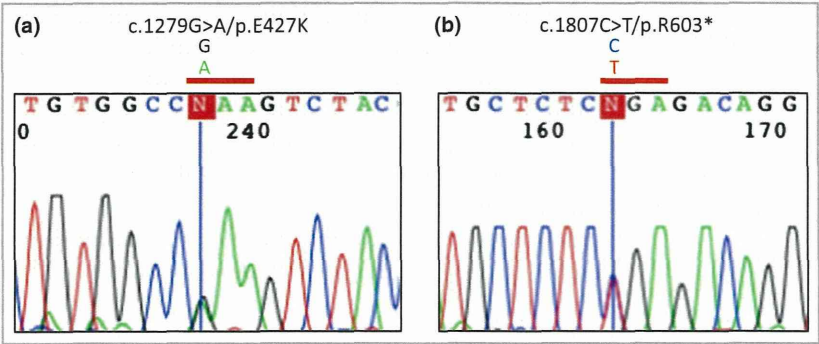 (a) c.1279G>A/p.E427K
G
A
T G T G G C C N A A G T C T A C
0 240
(b) c.1807C>T/p.R603*
C
T
T G C T C T C N G A G A C A G G
160 170